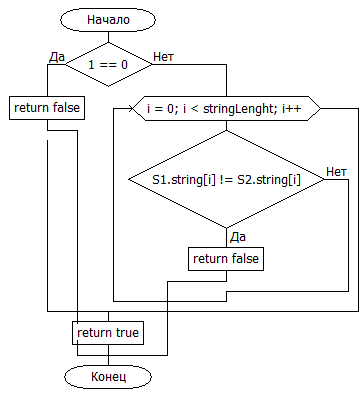 Начало
Да
Нет
1 == 0
return false
i = 0; i < stringLenght; i++
S1.string[i] != S2.string[i]
Нет
Да
return false
return true
Конец